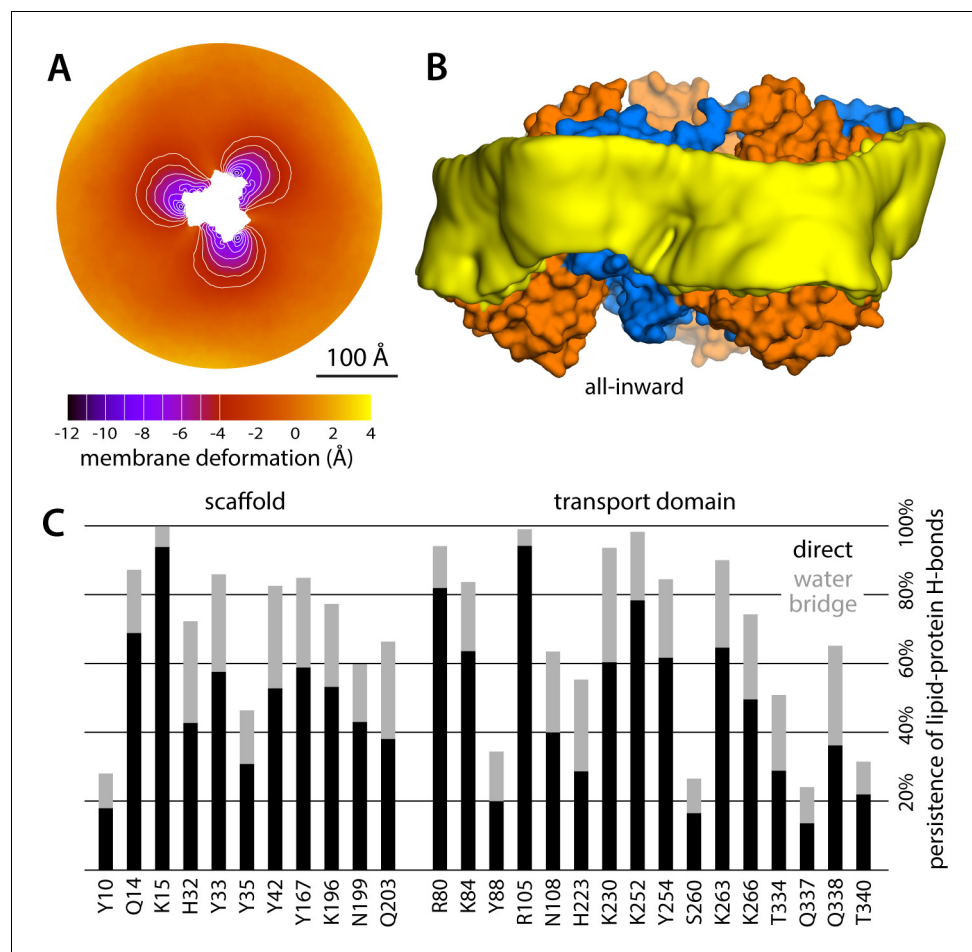 A
B
100 Å
-12 -10 -8 -6 -4 -2 0 2 4
membrane deformation (Å)
all-inward
C
scaffold
transport domain
direct
water
bridge
100%
80%
60%
40%
20%
persistence of lipid-protein H-bonds
Y10 Q14 K15 H32 Y33 Y35 Y42 Y167 K196 N199 Q203 R80 K84 Y88 R105 N108 H223 K230 K252 Y254 S260 K263 K266 T334 Q337 Q338 T340